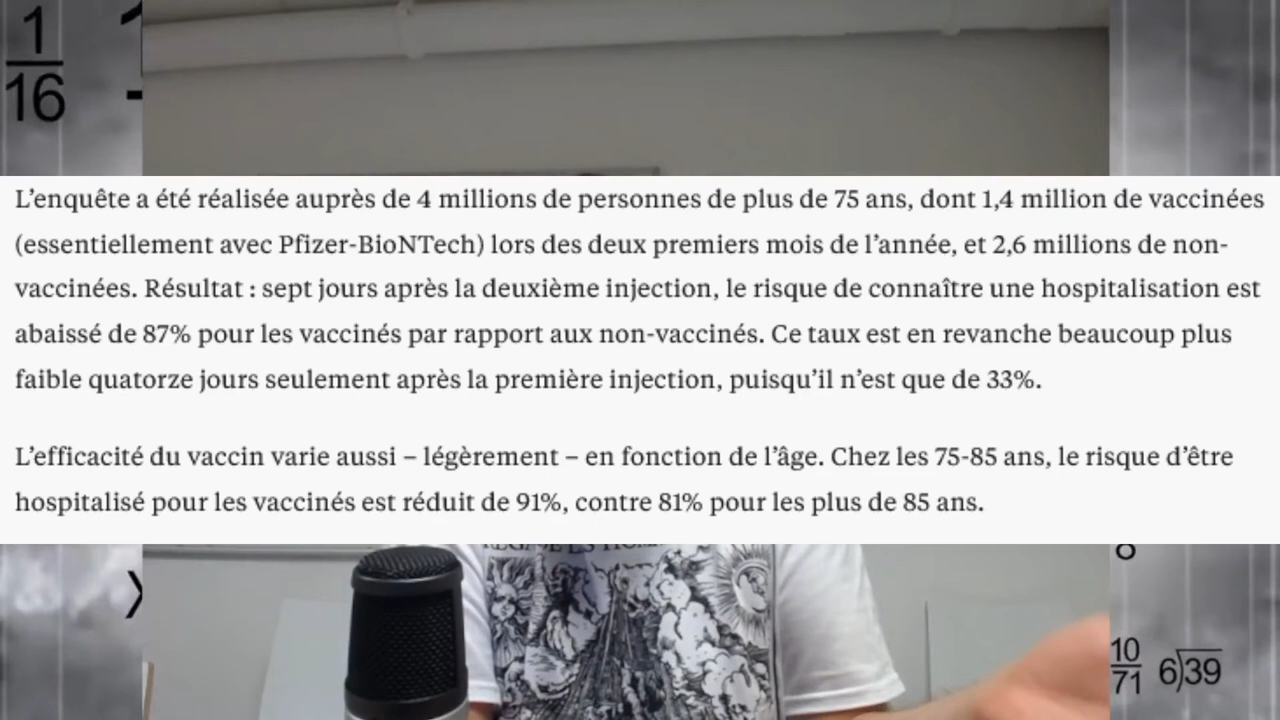 1
16
L’enquête a été réalisée auprès de 4 millions de personnes de plus de 75 ans, dont 1,4 million de vaccinées
(essentiellement avec Pfizer-BioNTech) lors des deux premiers mois de l’année, et 2,6 millions de non-
vaccinées. Résultat : sept jours après la deuxième injection, le risque de connaître une hospitalisation est
abaissé de 87% pour les vaccinés par rapport aux non-vaccinés. Ce taux est en revanche beaucoup plus
faible quatorze jours seulement après la première injection, puisqu’il n’est que de 33%.
L’efficacité du vaccin varie aussi – légèrement – en fonction de l’âge. Chez les 75-85 ans, le risque d’être
hospitalisé pour les vaccinés est réduit de 91%, contre 81% pour les plus de 85 ans.
10
71
6)39